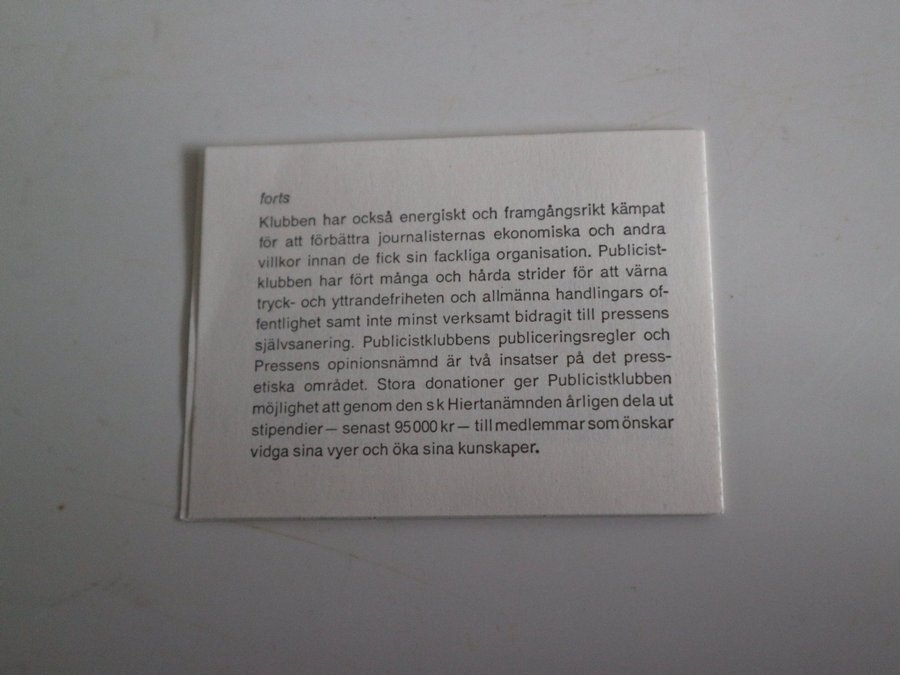 forts
Klubben har också energiskt och framgångsrikt kämpat
för att förbättra journalisternas ekonomiska och andra
villkor innan de fick sin fackliga organisation. Publicist-
klubben har fört många och hårda strider för att värna
tryck- och yttrandefriheten och allmänna handlingars of-
fentlighet samt inte minst verksamt bidragit till pressens
självsanering. Publicistklubbens publiceringsregler och
Pressens opinionsnämnd är två insatser på det press-
etiska området. Stora donationer ger Publicistklubben
möjlighet att genom den s k Hiertanämnden årligen dela ut
stipendier — senast 95 000 kr — till medlemmar som önskar
vidga sina vyer och öka sina kunskaper.